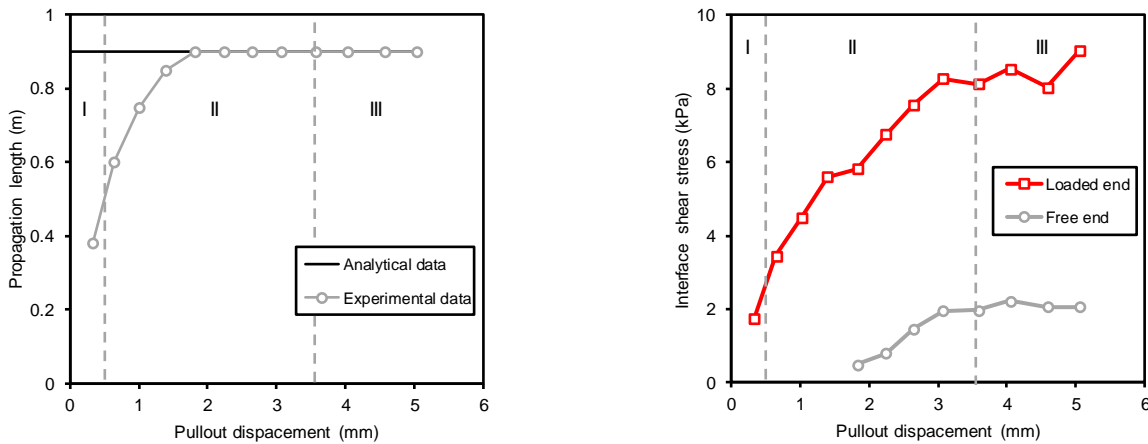 1
0.8
0.6
0.4
0.2
0
Propagation length (m)
I
II
III
Analytical data
Experimental data
0 1 2 3 4 5 6
Pullout dispacement (mm)
10
8
6
4
2
0
Interface shear stress (kPa)
I
II
III
Loaded end
Free end
0 1 2 3 4 5 6
Pullout dispacement (mm)